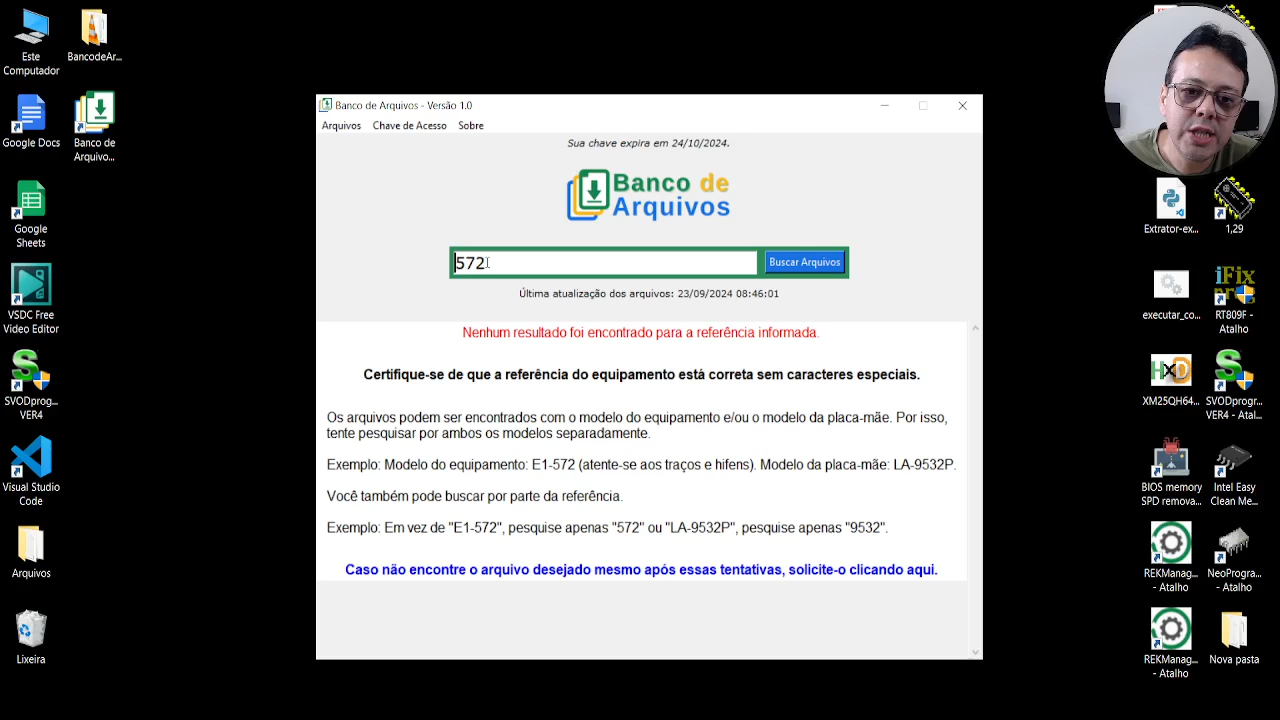 Este
Computador
BancodeAr...
Google Docs
Banco de
Arquivo...
Google
Sheets
VSDC Free
Video Editor
SVODprog...
VER4
Visual Studio
Code
Arquivos
Lixeira
Banco de Arquivos - Versão 1.0
Arquivos Chave de Acesso Sobre
Sua chave expira em 24/10/2024.
Banco de
Arquivos
572
Buscar Arquivos
Última atualização dos arquivos: 23/09/2024 08:46:01
Nenhum resultado foi encontrado para a referência informada.
Certifique-se de que a referência do equipamento está correta sem caracteres especiais.
Os arquivos podem ser encontrados com o modelo do equipamento e/ou o modelo da placa-mãe. Por isso,
tente pesquisar por ambos os modelos separadamente.
Exemplo: Modelo do equipamento: E1-572 (atente-se aos traços e hifens). Modelo da placa-mãe: LA-9532P.
Você também pode buscar por parte da referência.
Exemplo: Em vez de "E1-572", pesquise apenas "572" ou "LA-9532P", pesquise apenas "9532".
Caso não encontre o arquivo desejado mesmo após essas tentativas, solicite-o clicando aqui.
Extrator-ex...
1,29
executar_co...
iFix
RT809F -
Atalho
HxD
XM25QH64...
SVODprogr...
VER4 - Atal...
BIOS memory
SPD remova...
Intel Easy
Clean Me...
REKManag...
- Atalho
NeoProgra...
- Atalho
REKManag...
- Atalho
Nova pasta